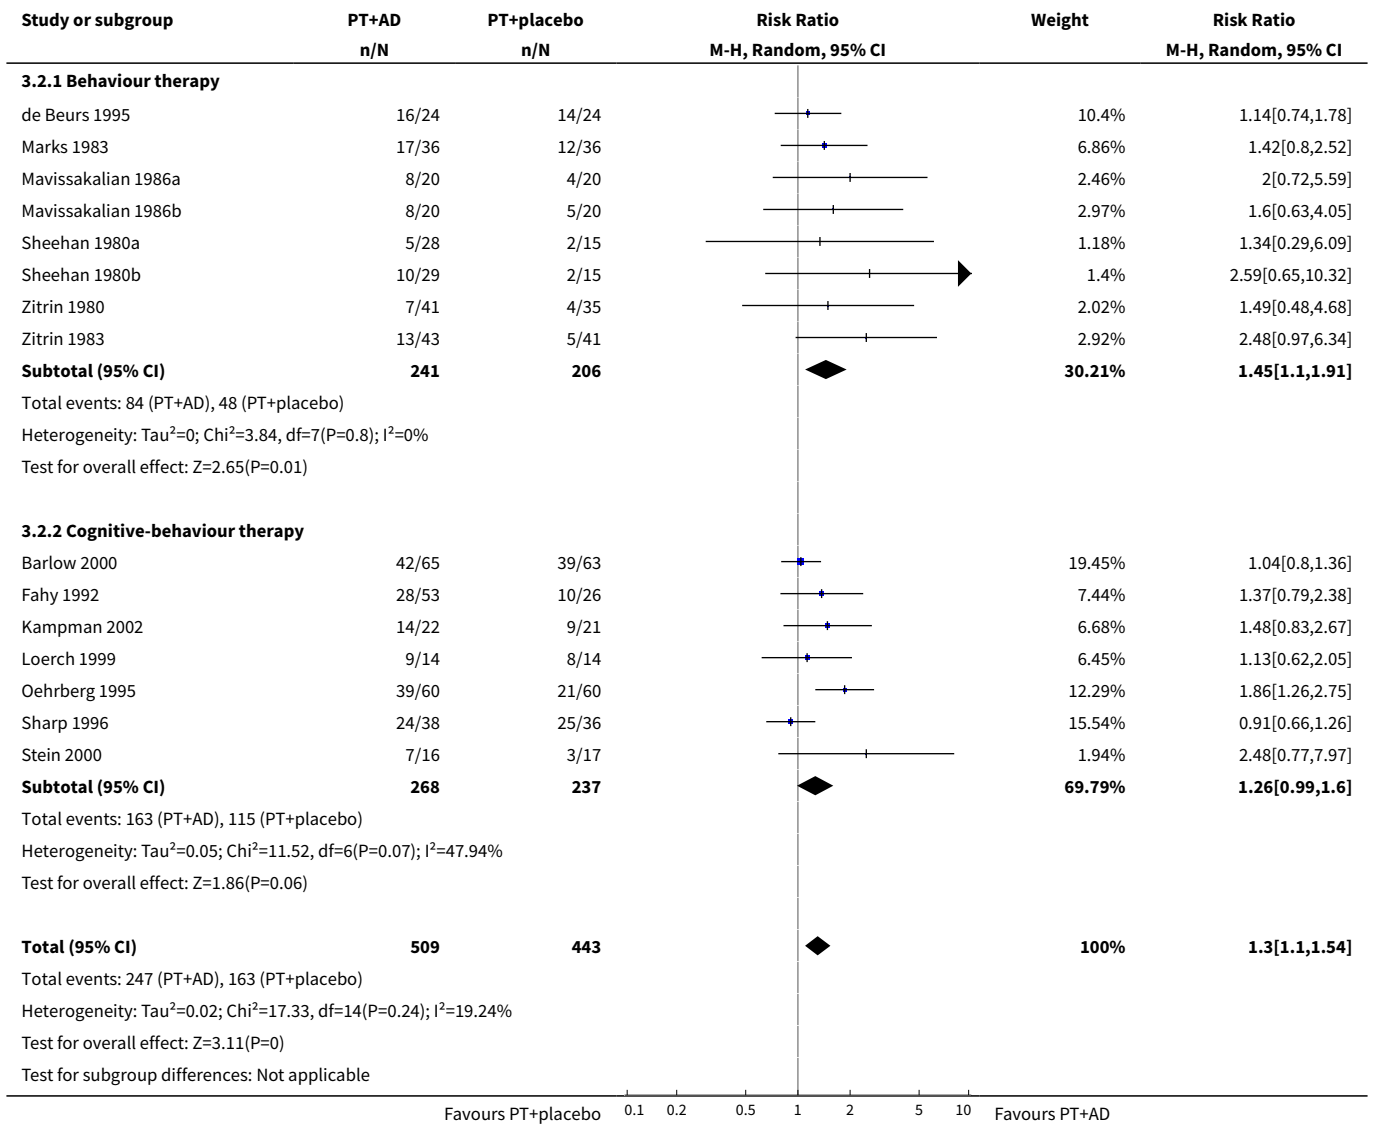 Study or subgroup PT+AD PT+placebo Risk Ratio Weight Risk Ratio
n/N n/N M-H, Random, 95% CI M-H, Random, 95% CI
3.2.1 Behaviour therapy
de Beurs 1995 16/24 14/24 10.4% 1.14[0.74,1.78]
Marks 1983 17/36 12/36 6.86% 1.42[0.8,2.52]
Mavissakalian 1986a 8/20 4/20 2.46% 2[0.72,5.59]
Mavissakalian 1986b 8/20 5/20 2.97% 1.6[0.63,4.05]
Sheehan 1980a 5/28 2/15 1.18% 1.34[0.29,6.09]
Sheehan 1980b 10/29 2/15 1.4% 2.59[0.65,10.32]
Zitrin 1980 7/41 4/35 2.02% 1.49[0.48,4.68]
Zitrin 1983 13/43 5/41 2.92% 2.48[0.97,6.34]
Subtotal (95% CI) 241 206 30.21% 1.45[1.1,1.91]
Total events: 84 (PT+AD), 48 (PT+placebo)
Heterogeneity: Tau²=0; Chi²=3.84, df=7(P=0.8); I²=0%
Test for overall effect: Z=2.65(P=0.01)
3.2.2 Cognitive-behaviour therapy
Barlow 2000 42/65 39/63 19.45% 1.04[0.8,1.36]
Fahy 1992 28/53 10/26 7.44% 1.37[0.79,2.38]
Kampman 2002 14/22 9/21 6.68% 1.48[0.83,2.67]
Loerch 1999 9/14 8/14 6.45% 1.13[0.62,2.05]
Oehrberg 1995 39/60 21/60 12.29% 1.86[1.26,2.75]
Sharp 1996 24/38 25/36 15.54% 0.91[0.66,1.26]
Stein 2000 7/16 3/17 1.94% 2.48[0.77,7.97]
Subtotal (95% CI) 268 237 69.79% 1.26[0.99,1.6]
Total events: 163 (PT+AD), 115 (PT+placebo)
Heterogeneity: Tau²=0.05; Chi²=11.52, df=6(P=0.07); I²=47.94%
Test for overall effect: Z=1.86(P=0.06)
Total (95% CI) 509 443 100% 1.3[1.1,1.54]
Total events: 247 (PT+AD), 163 (PT+placebo)
Heterogeneity: Tau²=0.02; Chi²=17.33, df=14(P=0.24); I²=19.24%
Test for overall effect: Z=3.11(P=0)
Test for subgroup differences: Not applicable
Favours PT+placebo 0.1 0.2 0.5 1 2 5 10 Favours PT+AD